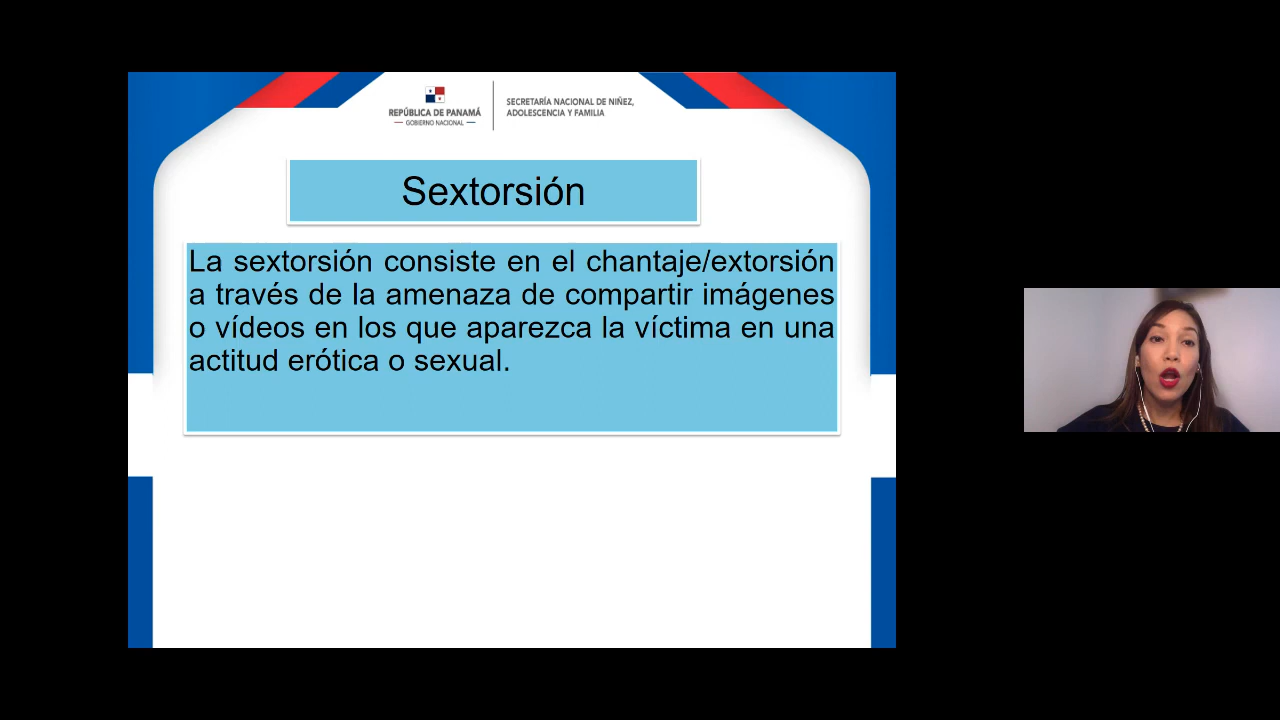 REPÚBLICA DE PANAMÁ
— GOBIERNO NACIONAL —
SECRETARÍA NACIONAL DE NIÑEZ,
ADOLESCENCIA Y FAMILIA
Sextorsión
La sextorsión consiste en el chantaje/extorsión
a través de la amenaza de compartir imágenes
o vídeos en los que aparezca la víctima en una
actitud erótica o sexual.